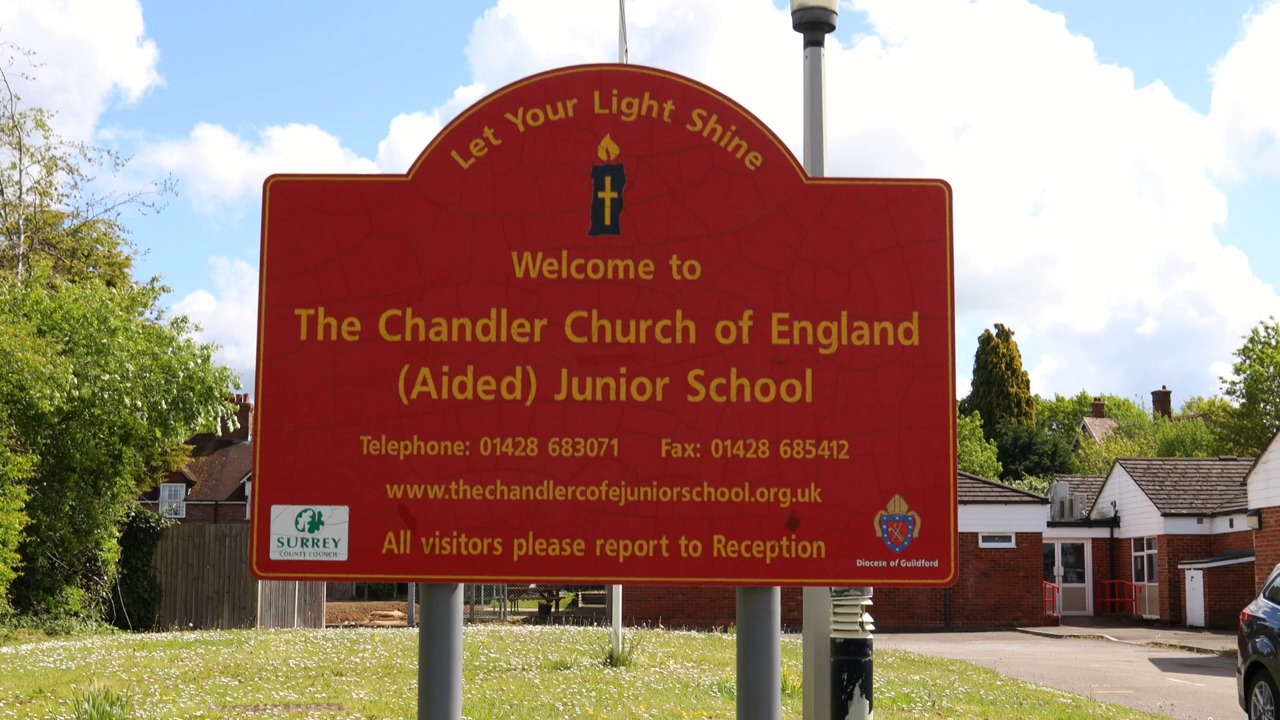 Let Your Light Shine
Welcome to
The Chandler Church of England
(Aided) Junior School
Telephone: 01428 683071 Fax: 01428 685412
www.thechandlercofejuniorschool.org.uk
All visitors please report to Reception
SURREY
COUNTY COUNCIL
Diocese of Guildford